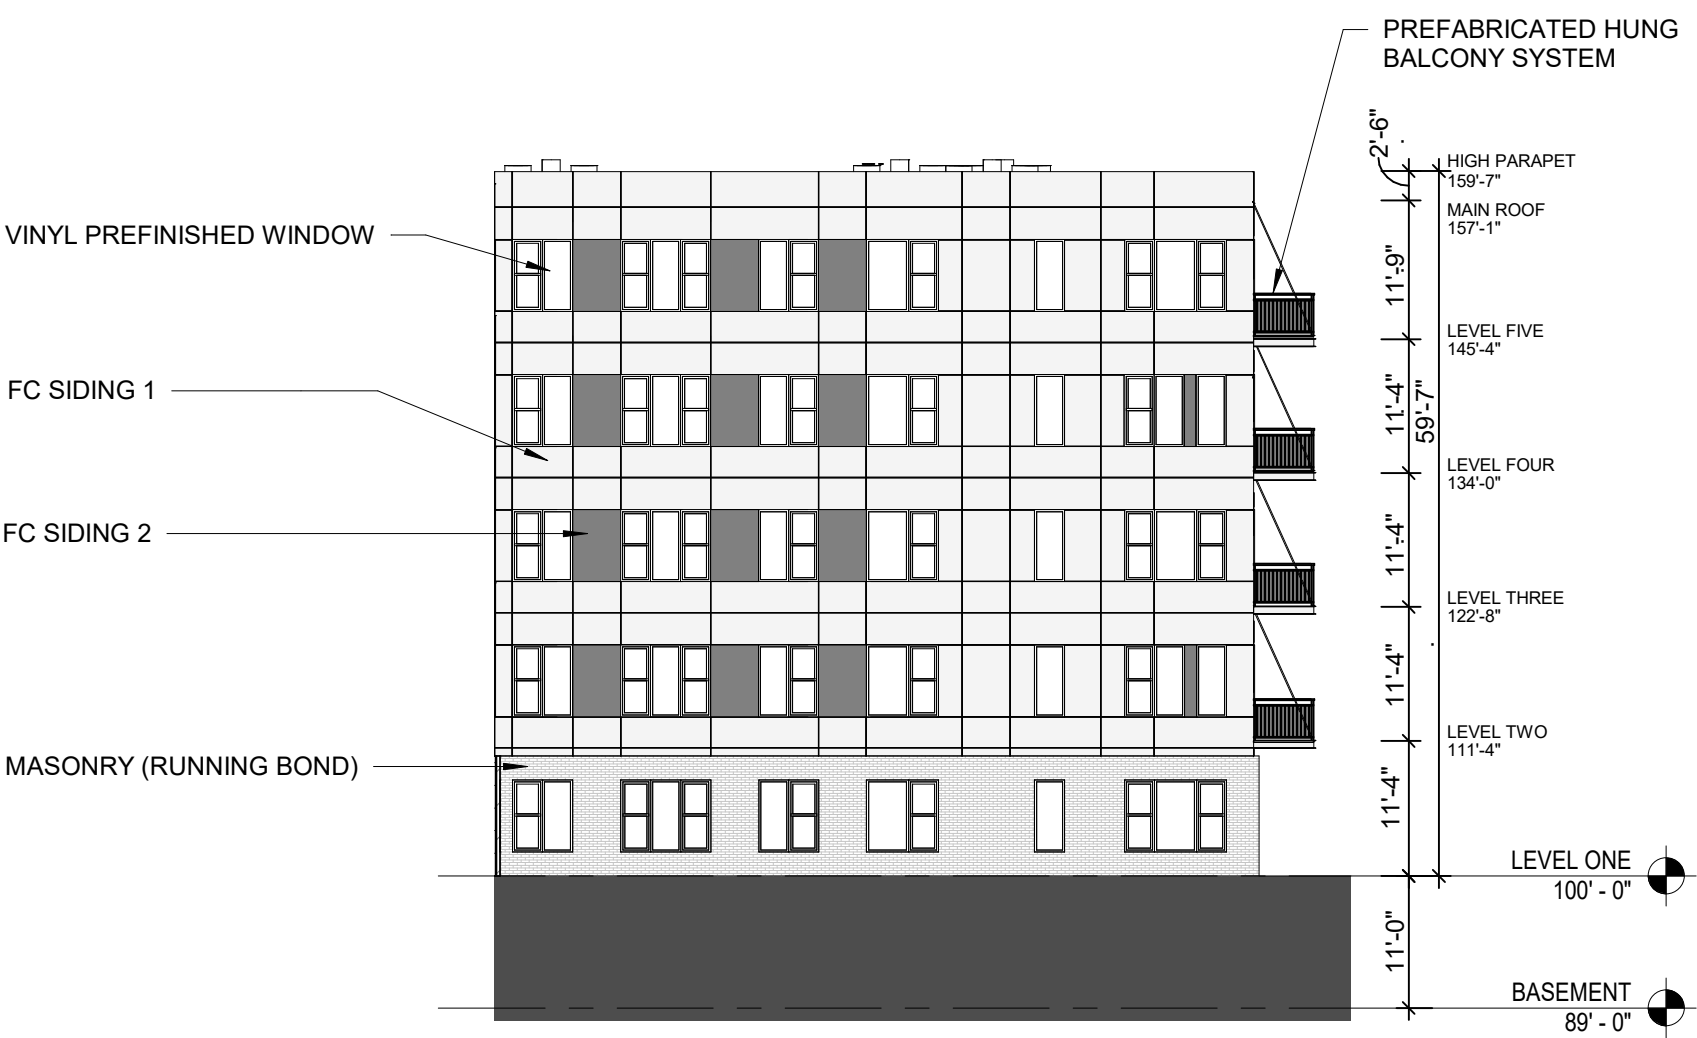 PREFABRICATED HUNG
BALCONY SYSTEM
2'-6"
HIGH PARAPET
159'-7"
MAIN ROOF
157'-1"
VINYL PREFINISHED WINDOW
11'-9"
LEVEL FIVE
145'-4"
FC SIDING 1
11'-4"
59'-7"
LEVEL FOUR
134'-0"
FC SIDING 2
11'-4"
LEVEL THREE
122'-8"
11'-4"
LEVEL TWO
111'-4"
MASONRY (RUNNING BOND)
11'-4"
LEVEL ONE
100' - 0"
11'-0"
BASEMENT
89' - 0"